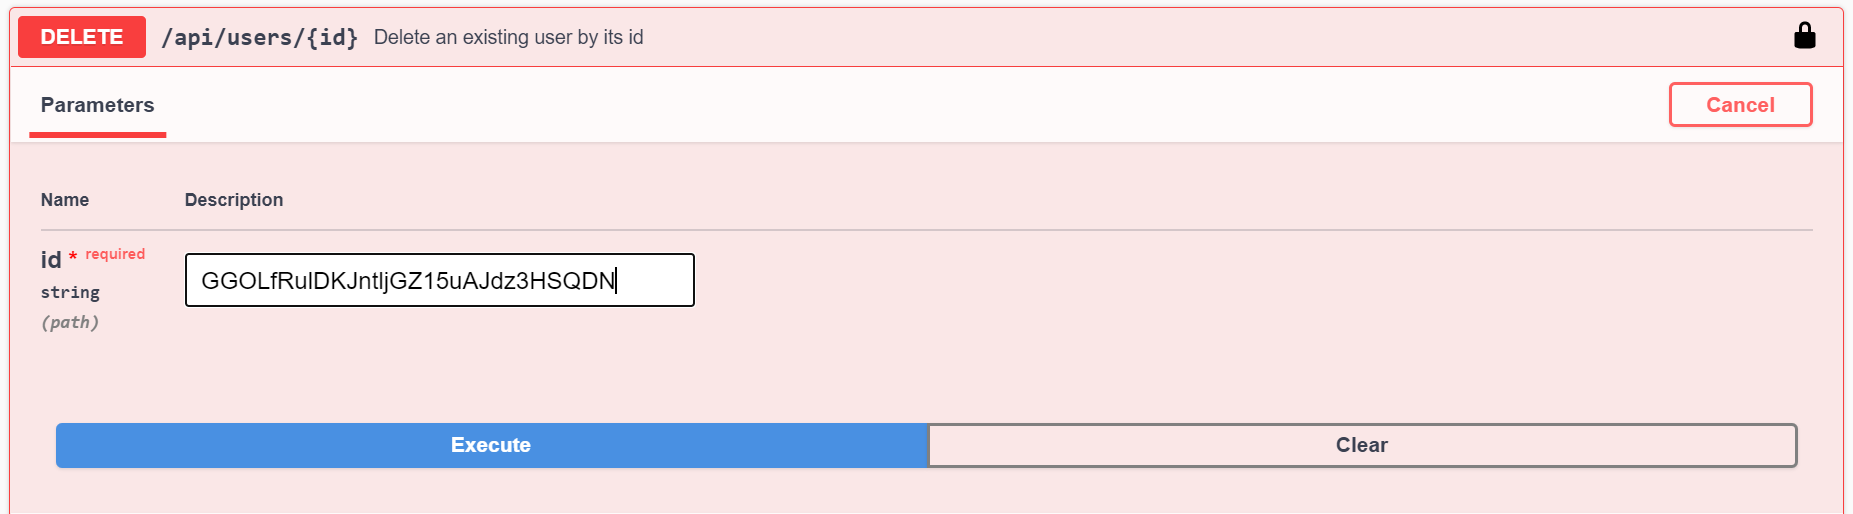 DELETE /api/users/{id} Delete an existing user by its id
Parameters Cancel
Name Description
id * required
string
(path)
GGOLfRuIDKJntljGZ15uAJdz3HSQDN
Execute Clear